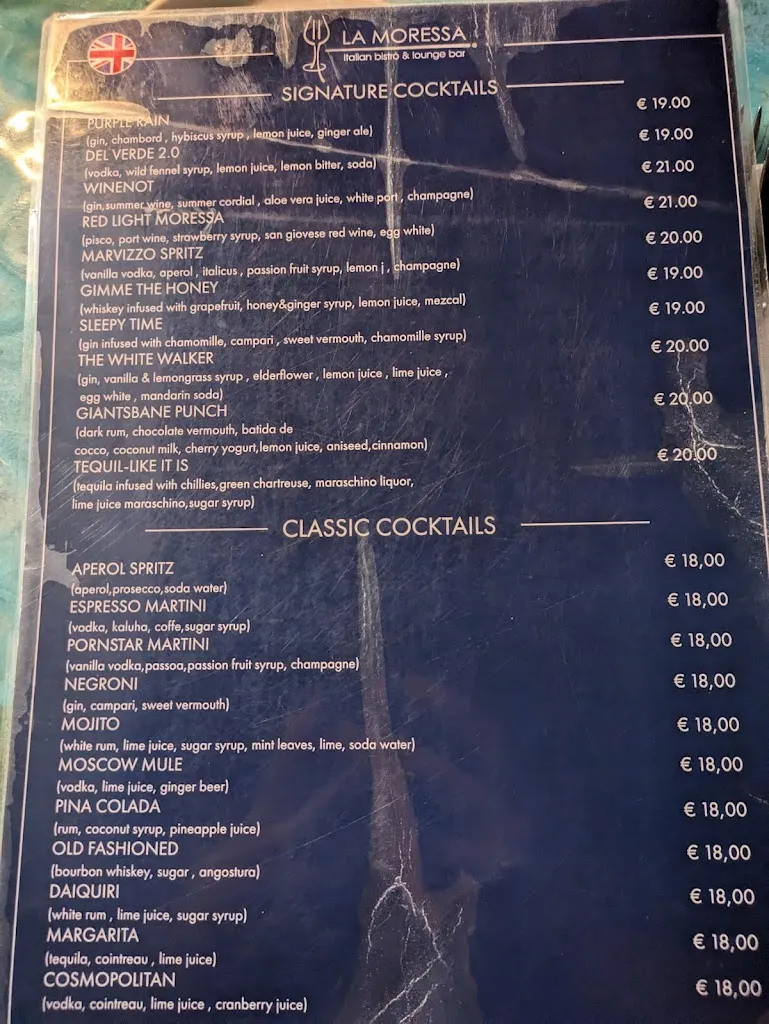 LA MORESSA
italian bistrò & lounge bar
SIGNATURE COCKTAILS
PURPLE RAIN € 19.00
(gin, chambord , hybiscus syrup , lemon juice, ginger ale)
DEL VERDE 2.0 € 19.00
(vodka, wild fennel syrup, lemon juice, lemon bitter, soda)
WINENOT € 21.00
(gin,summer wine, summer cordial , aloe vera juice, white port , champagne)
RED LIGHT MORESSA € 21.00
(pisco, port wine, strawberry syrup, san giovese red wine, egg white)
MARVIZZO SPRITZ € 20.00
(vanilla vodka, aperol , italicus , passion fruit syrup, lemon j , champagne)
GIMME THE HONEY € 19.00
(whiskey infused with grapefruit, honey&ginger syrup, lemon juice, mezcal)
SLEEPY TIME € 19.00
(gin infused with chamomille, campari , sweet vermouth, chamomille syrup)
THE WHITE WALKER € 20.00
(gin, vanilla & lemongrass syrup , elderflower , lemon juice , lime juice ,
egg white , mandarin soda)
GIANTSBANE PUNCH € 20.00
(dark rum, chocolate vermouth, batida de
cocco, coconut milk, cherry yogurt,lemon juice, aniseed,cinnamon)
TEQUIL-LIKE IT IS € 20.00
(tequila infused with chillies,green chartreuse, maraschino liquor,
lime juice maraschino,sugar syrup)
CLASSIC COCKTAILS
APEROL SPRITZ € 18,00
(aperol,prosecco,soda water)
ESPRESSO MARTINI € 18,00
(vodka, kaluha, coffe,sugar syrup)
PORNSTAR MARTINI € 18,00
(vanilla vodka,passoa,passion fruit syrup, champagne)
NEGRONI € 18,00
(gin, campari, sweet vermouth)
MOJITO € 18,00
(white rum, lime juice, sugar syrup, mint leaves, lime, soda water)
MOSCOW MULE € 18,00
(vodka, lime juice, ginger beer)
PINA COLADA € 18,00
(rum, coconut syrup, pineapple juice)
OLD FASHIONED € 18,00
(bourbon whiskey, sugar , angostura)
DAIQUIRI € 18,00
(white rum , lime juice, sugar syrup)
MARGARITA € 18,00
(tequila, cointreau , lime juice)
COSMOPOLITAN € 18,00
(vodka, cointreau, lime juice , cranberry juice)